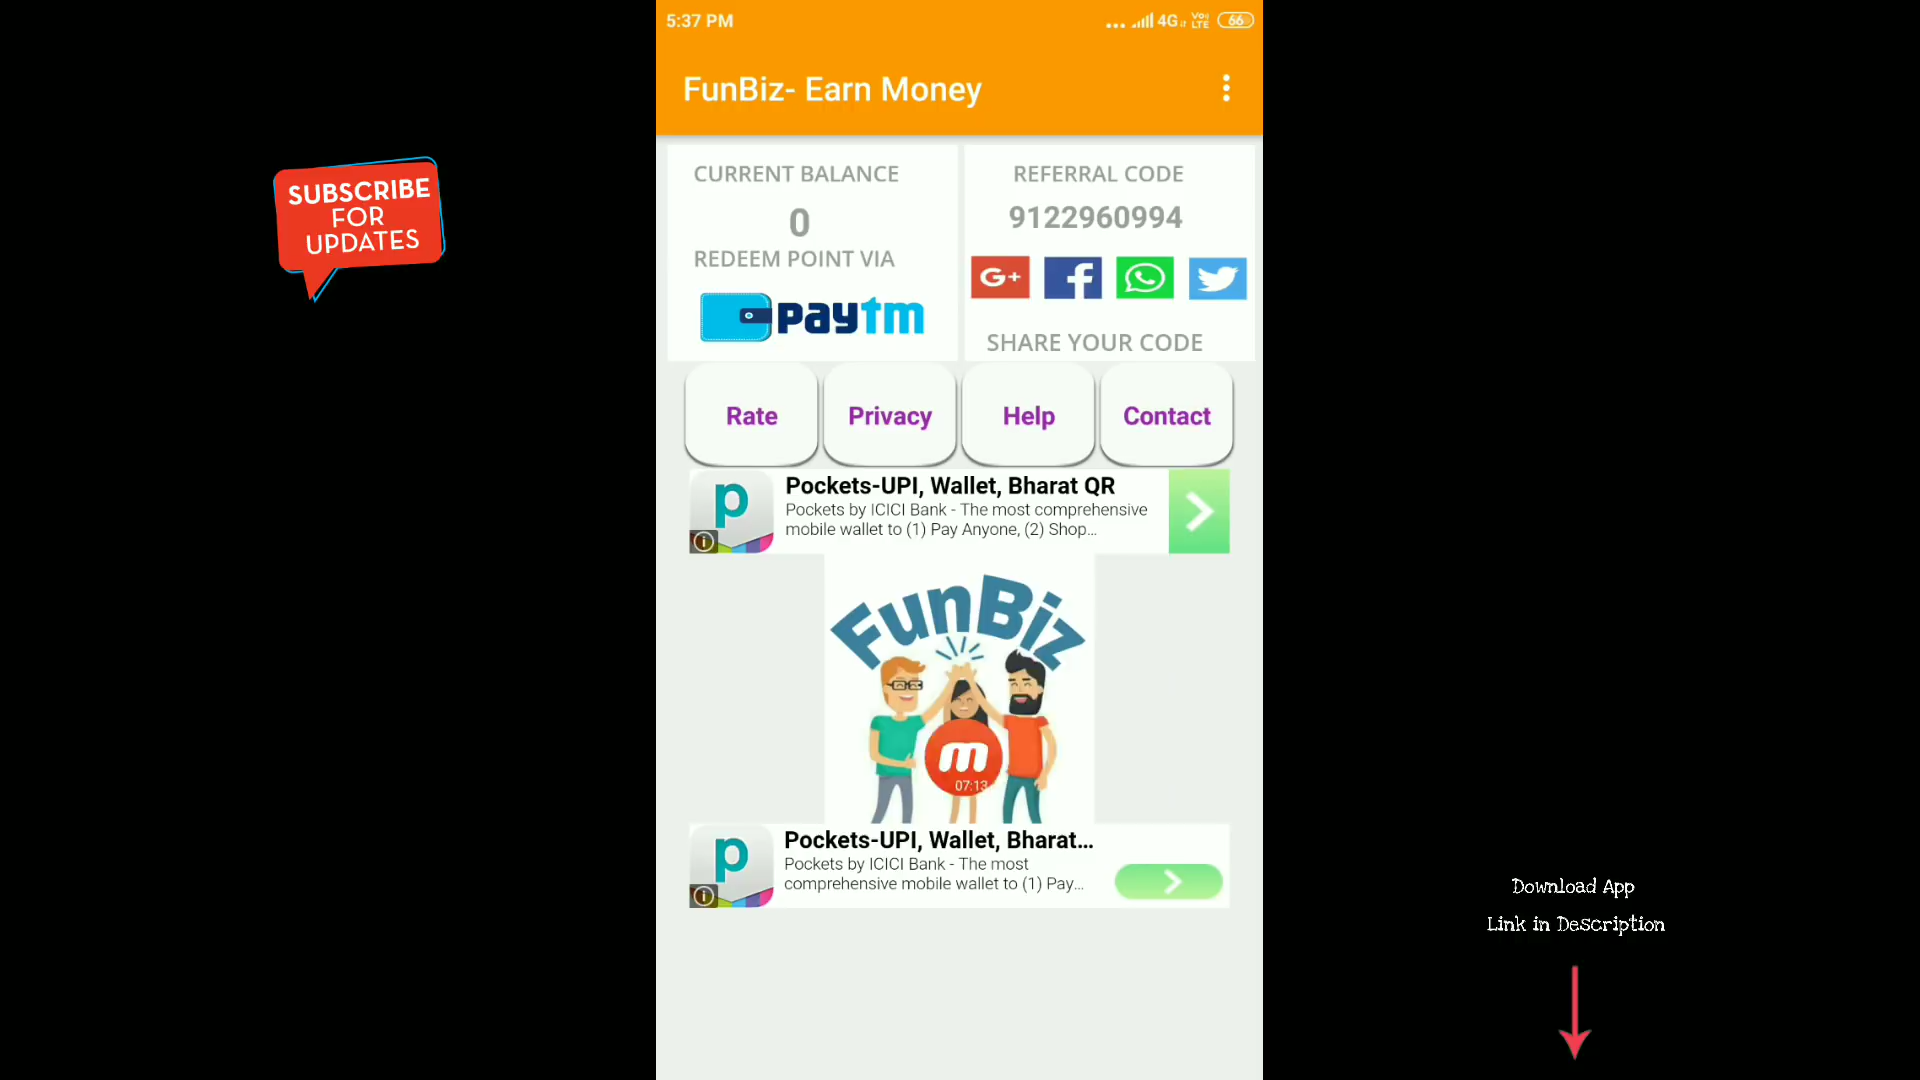 5:37 PM
4G
Vo
LTE
66
FunBiz- Earn Money
SUBSCRIBE
FOR
UPDATES
CURRENT BALANCE
0
REDEEM POINT VIA
paytm
REFERRAL CODE
9122960994
G+
f
SHARE YOUR CODE
Rate
Privacy
Help
Contact
p
Pockets-UPI, Wallet, Bharat QR
Pockets by ICICI Bank - The most comprehensive
mobile wallet to (1) Pay Anyone, (2) Shop...
FunBiz
m
07:13
p
Pockets-UPI, Wallet, Bharat...
Pockets by ICICI Bank - The most
comprehensive mobile wallet to (1) Pay...
Download App
Link in Description